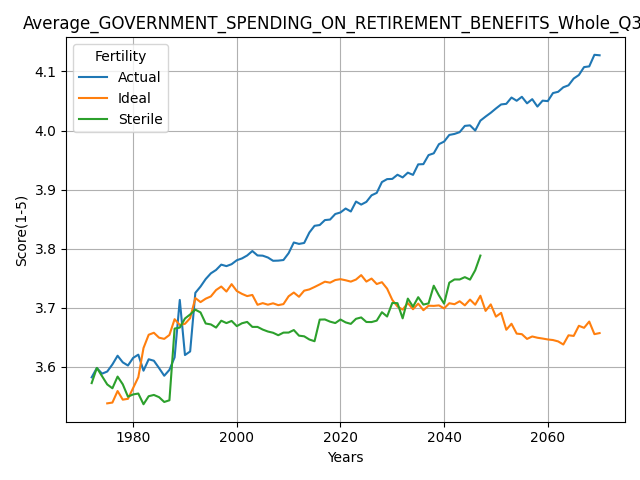 Average_GOVERNMENT_SPENDING_ON_RETIREMENT_BENEFITS_Whole_Q3
Fertility
Actual
Ideal
Sterile
Score(1-5)
4.1
4.0
3.9
3.8
3.7
3.6
1980 2000 2020 2040 2060
Years